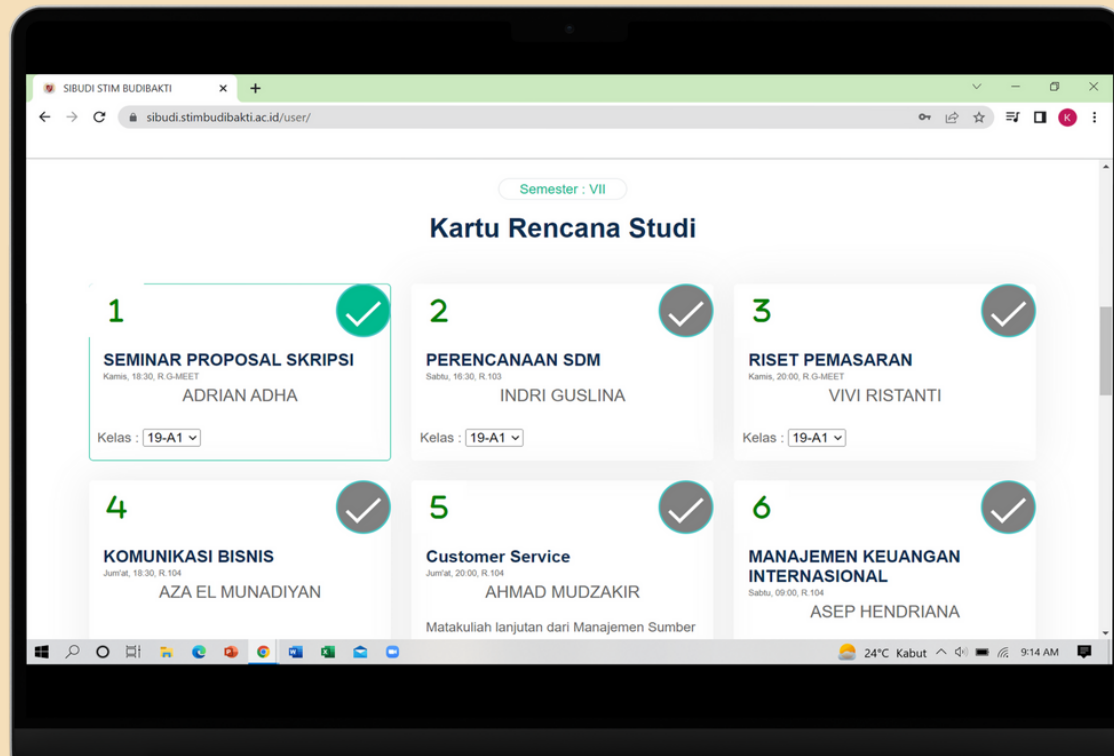 SIBUDI STIM BUDIBAKTI
sibudi.stimbudibakti.ac.id/user/
K
Semester : VII
Kartu Rencana Studi
1
SEMINAR PROPOSAL SKRIPSI
Kamis, 18:30, R.G-MEET
ADRIAN ADHA
Kelas : 19-A1
2
PERENCANAAN SDM
Sabtu, 16:30, R.103
INDRI GUSLINA
Kelas : 19-A1
3
RISET PEMASARAN
Kamis, 20:00, R.G-MEET
VIVI RISTANTI
Kelas : 19-A1
4
KOMUNIKASI BISNIS
Jum'at, 18:30, R.104
AZA EL MUNADIYAN
5
Customer Service
Jum'at, 20:00, R.104
AHMAD MUDZAKIR
Matakuliah lanjutan dari Manajemen Sumber
6
MANAJEMEN KEUANGAN
INTERNASIONAL
Sabtu, 09:00, R.104
ASEP HENDRIANA
24°C Kabut 9:14 AM